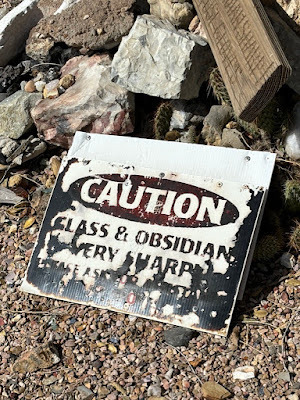 CAUTION
GLASS & OBSIDIAN
VERY SHARP